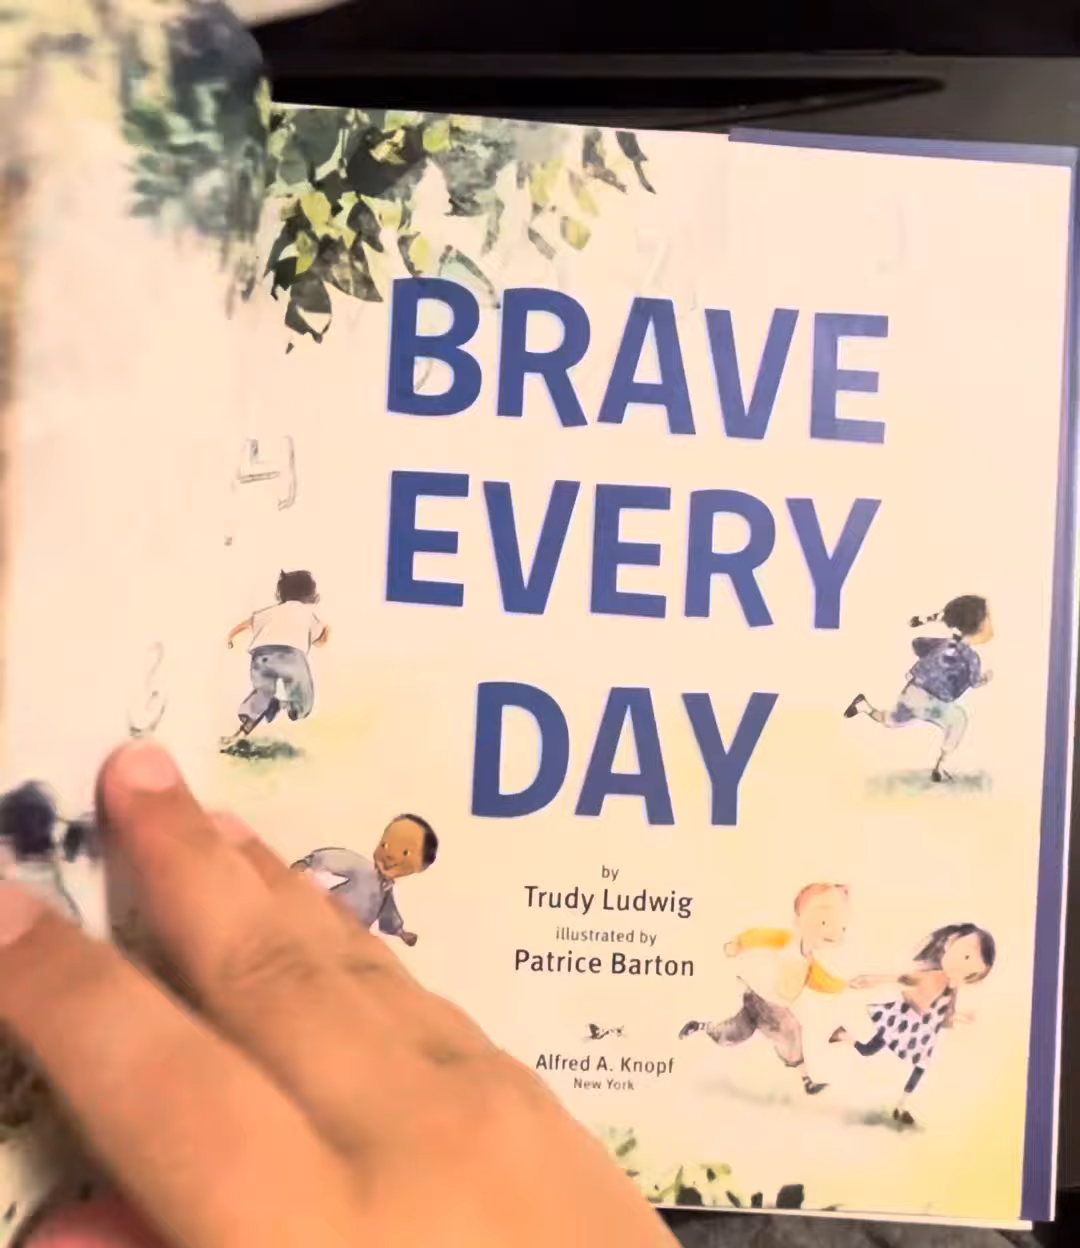 BRAVE
EVERY
DAY
by
Trudy Ludwig
illustrated by
Patrice Barton
Alfred A. Knopf
New York